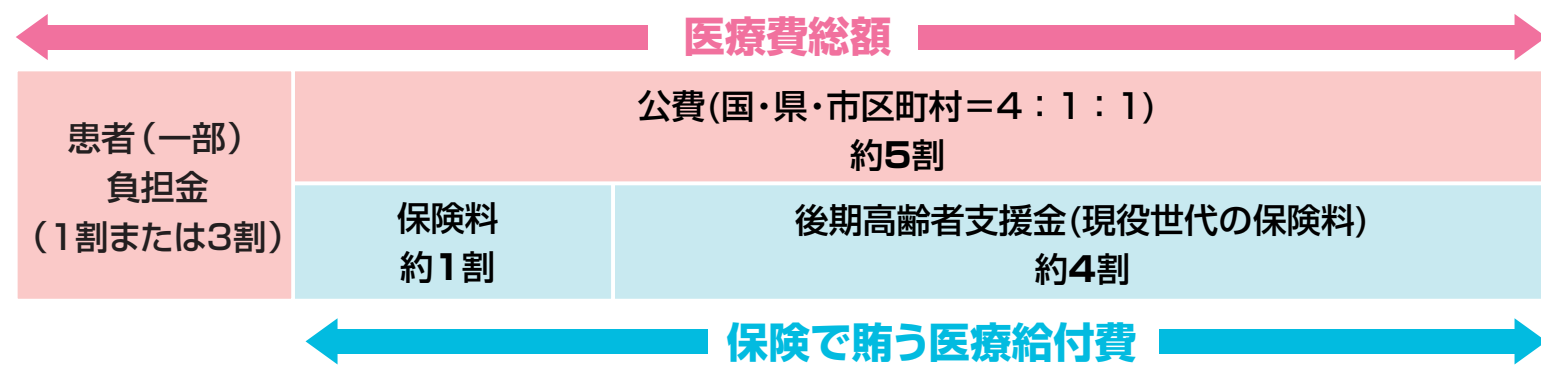 医療費総額
患者(一部)
負担金
(1割または3割)
公費(国・県・市区町村=4:1:1)
約5割
保険料
約1割
後期高齢者支援金(現役世代の保険料)
約4割
保険で賄う医療給付費